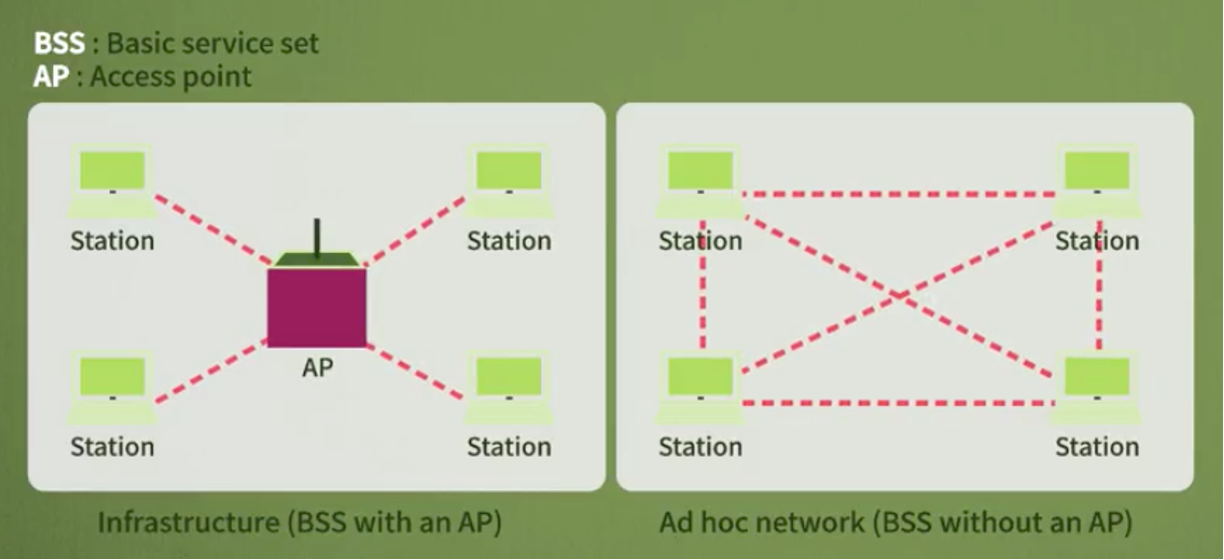 BSS : Basic service set
AP : Access point
Station
Station
AP
Station
Station
Infrastructure (BSS with an AP)
Station
Station
Station
Station
Ad hoc network (BSS without an AP)